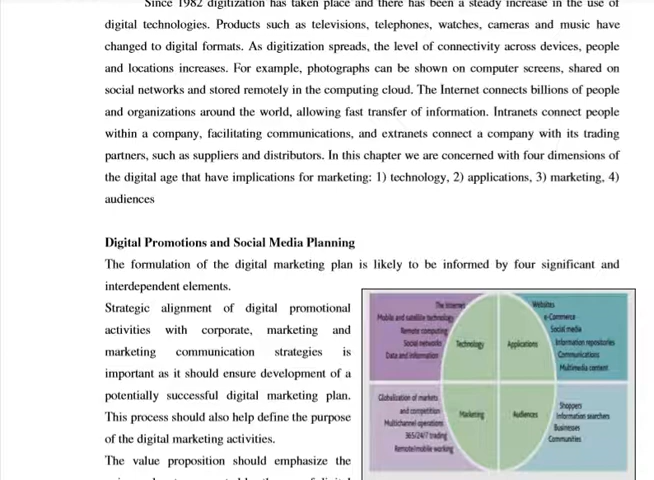 Since 1982 digitization has taken place and there has been a steady increase in the use of
digital technologies. Products such as televisions, telephones, watches, cameras and music have
changed to digital formats. As digitization spreads, the level of connectivity across devices, people
and locations increases. For example, photographs can be shown on computer screens, shared on
social networks and stored remotely in the computing cloud. The Internet connects billions of people
and organizations around the world, allowing fast transfer of information. Intranets connect people
within a company, facilitating communications, and extranets connect a company with its trading
partners, such as suppliers and distributors. In this chapter we are concerned with four dimensions of
the digital age that have implications for marketing: 1) technology, 2) applications, 3) marketing, 4)
audiences
Digital Promotions and Social Media Planning
The formulation of the digital marketing plan is likely to be informed by four significant and
interdependent elements.
Strategic alignment of digital promotional
activities with corporate, marketing and
marketing communication strategies is
important as it should ensure development of a
potentially successful digital marketing plan.
This process should also help define the purpose
of the digital marketing activities.
The value proposition should emphasize the
The Internet
Mobile and satellite technology
Remote computing
Social networks
Data and information
Technology
Applications
Websites
e-Commerce
Social media
Information repositories
Communications
Multimedia content
Globalization of markets
and competition
Multichannel operations
365/24/7 trading
Remote/mobile working
Marketing
Audiences
Shoppers
Information searchers
Businesses
Communities